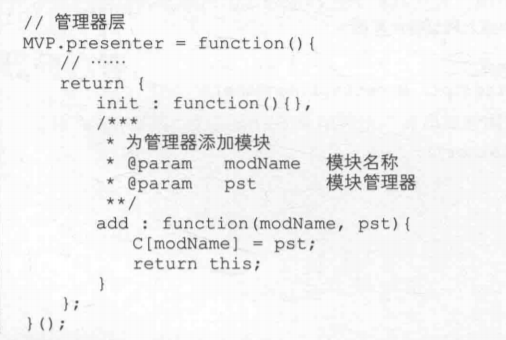 // 管理器层
MVP.presenter = function(){
// ……
return {
init : function(){},
/***
* 为管理器添加模块
* @param modName 模块名称
* @param pst 模块管理器
**/
add : function(modName, pst){
C[modName] = pst;
return this;
}
};
}();